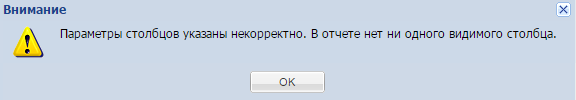 Внимание
Параметры столбцов указаны некорректно. В отчете нет ни одного видимого столбца.
OK